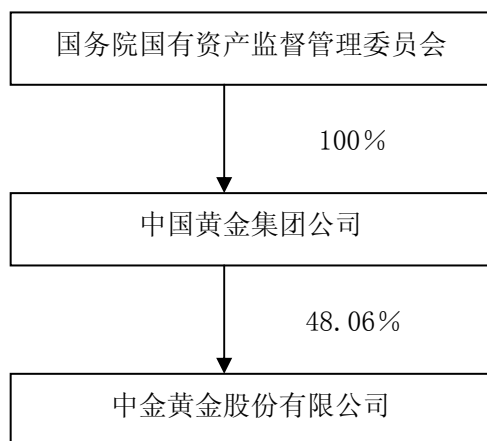 国务院国有资产监督管理委员会
100％
中国黄金集团公司
48.06％
中金黄金股份有限公司